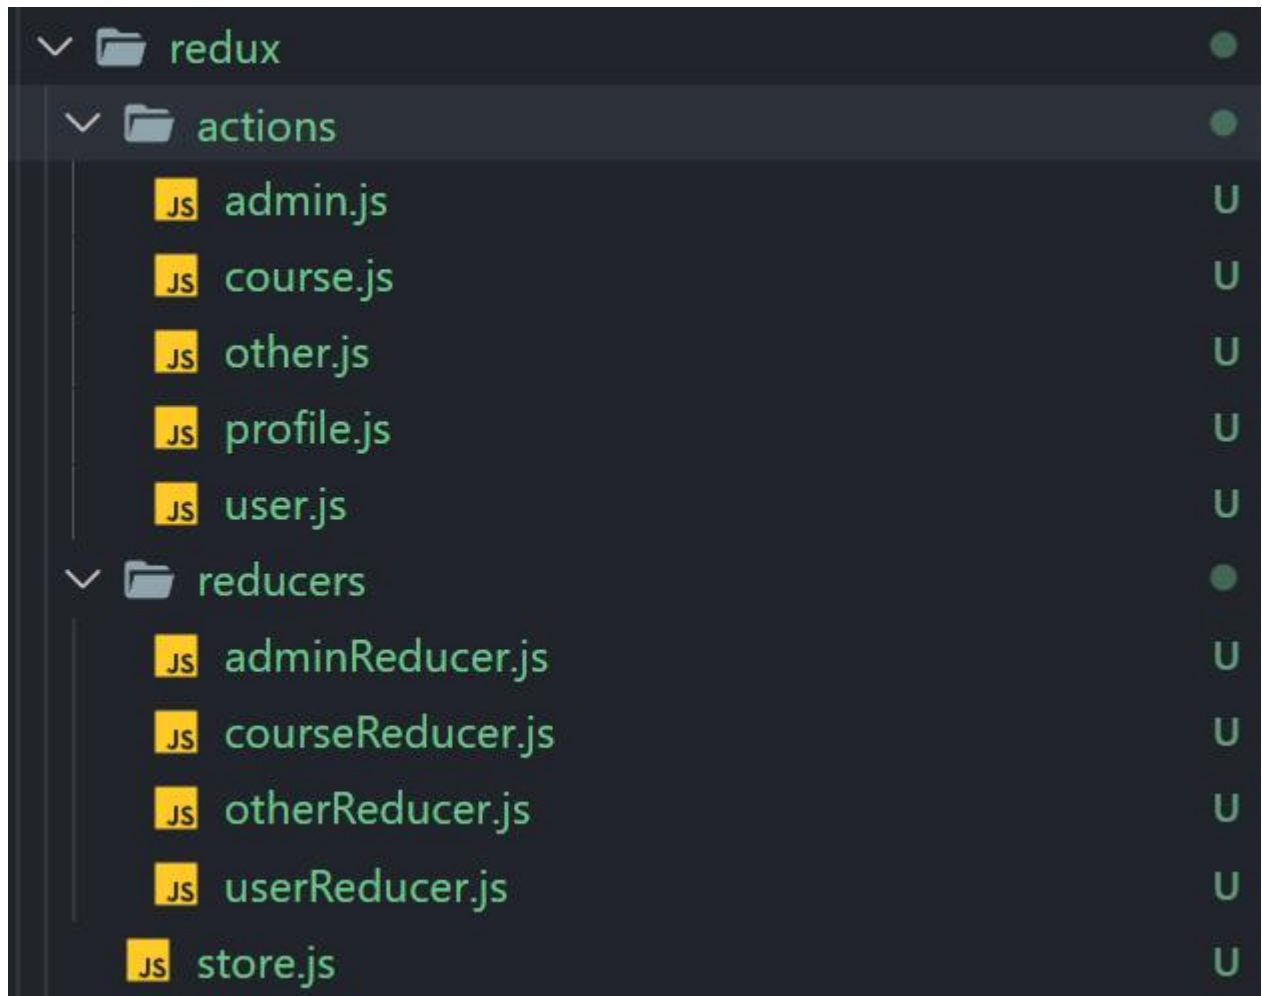 redux
actions
JS admin.js U
JS course.js U
JS other.js U
JS profile.js U
JS user.js U
reducers
JS adminReducer.js U
JS courseReducer.js U
JS otherReducer.js U
JS userReducer.js U
JS store.js U